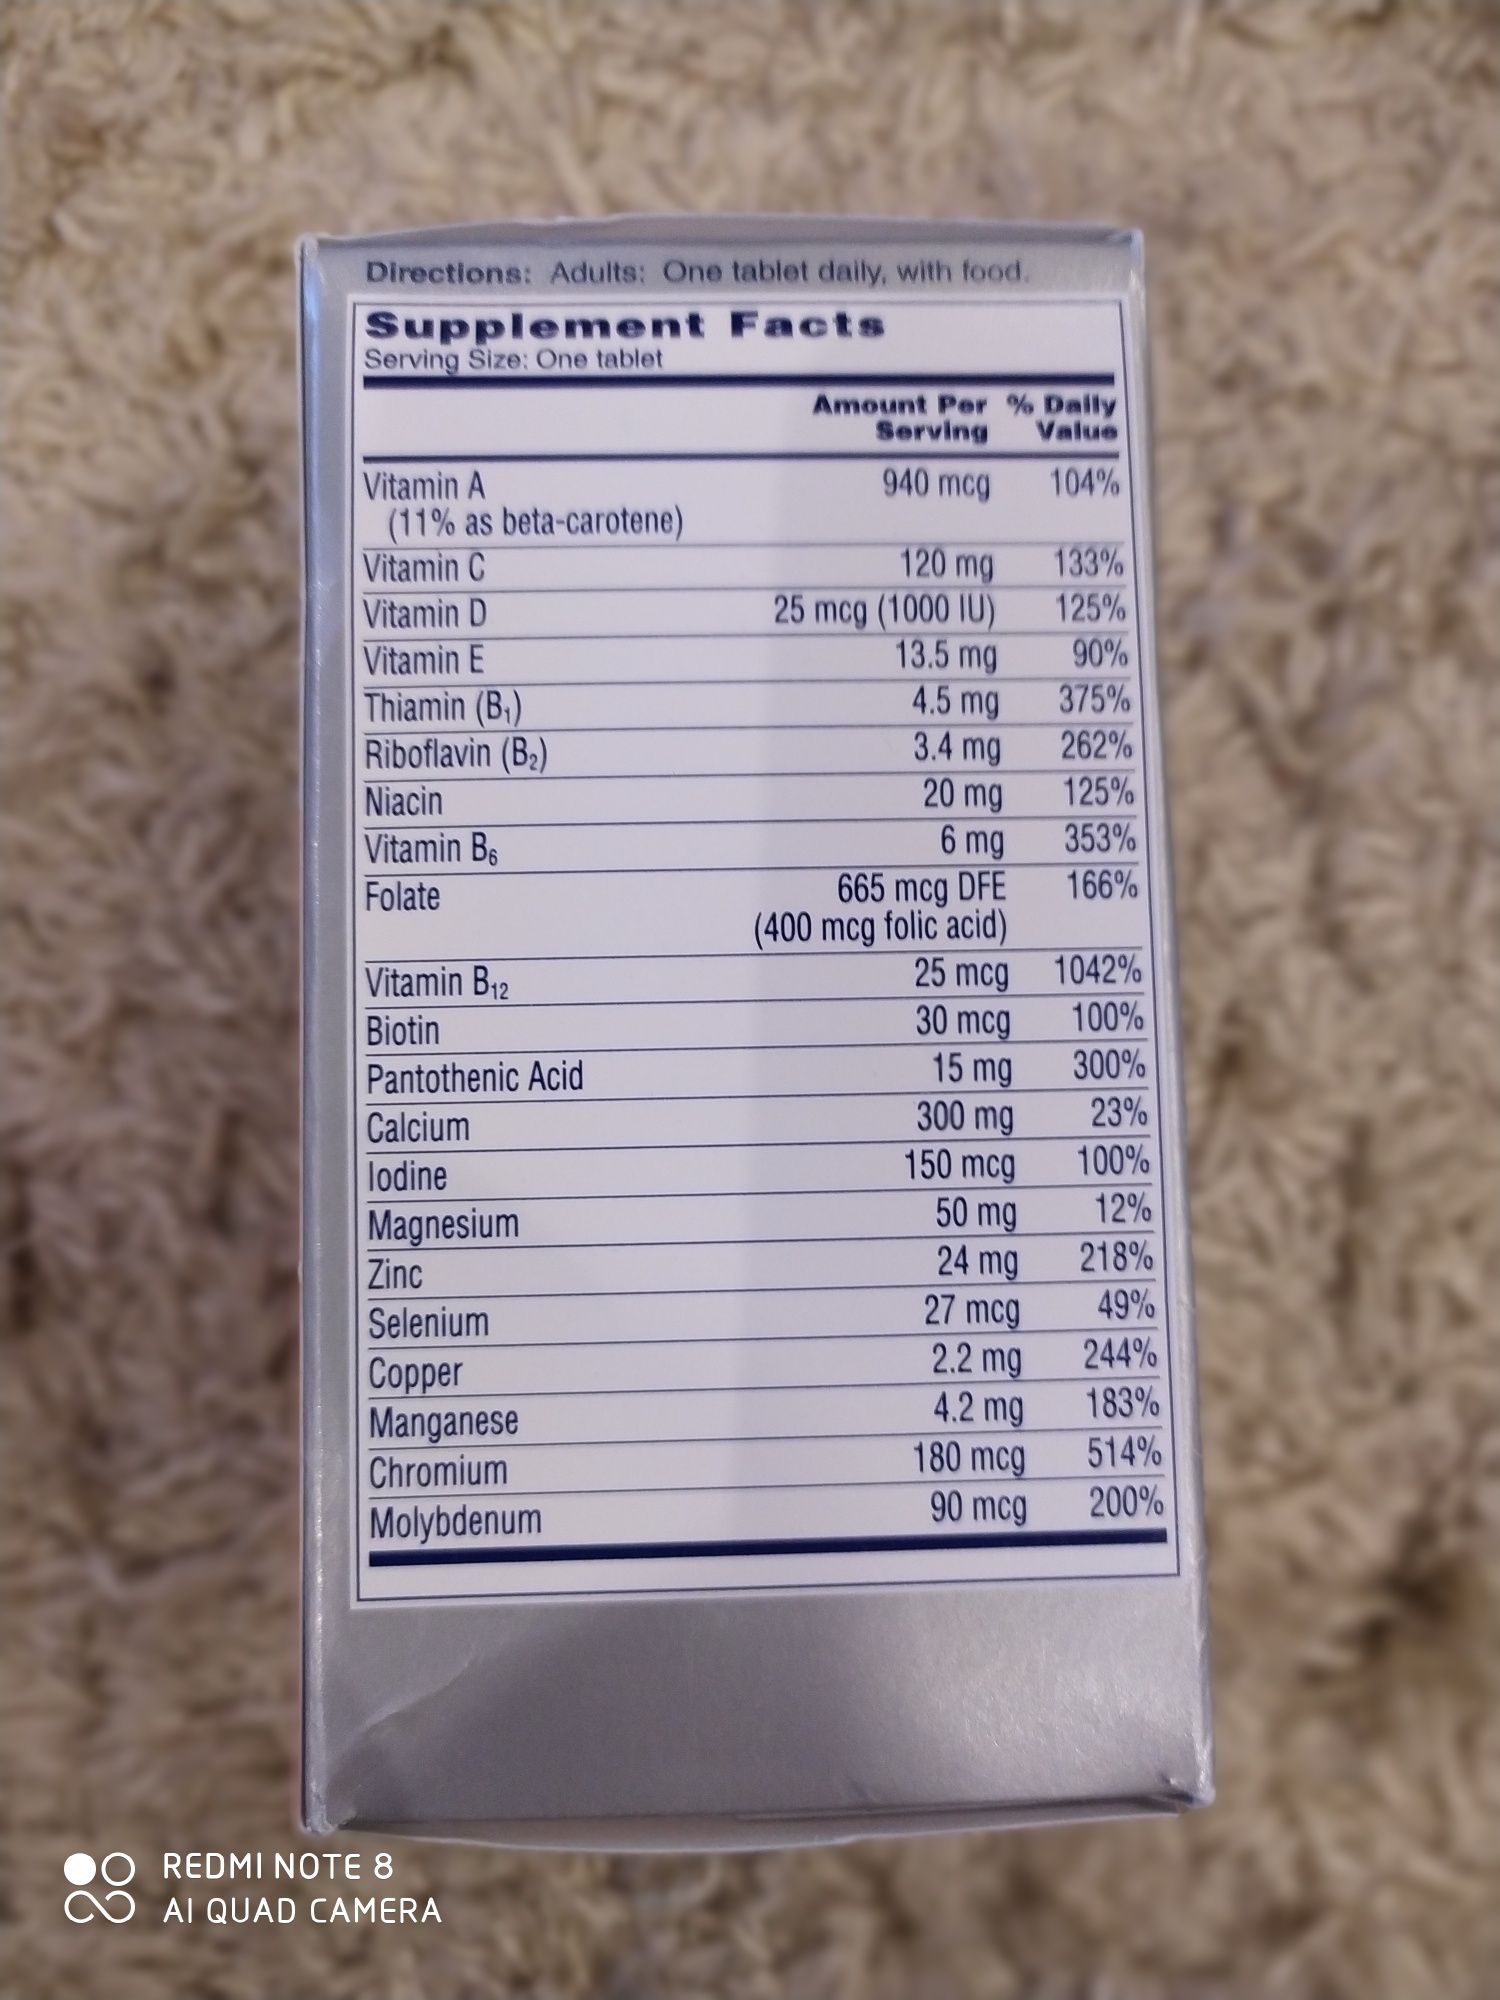 Directions: Adults: One tablet daily, with food.
Supplement Facts
Serving Size: One tablet
Amount Per Serving % Daily Value
Vitamin A 940 mcg 104%
(11% as beta-carotene)
Vitamin C 120 mg 133%
Vitamin D 25 mcg (1000 IU) 125%
Vitamin E 13.5 mg 90%
Thiamin (B₁) 4.5 mg 375%
Riboflavin (B₂) 3.4 mg 262%
Niacin 20 mg 125%
Vitamin B₆ 6 mg 353%
Folate 665 mcg DFE 166%
(400 mcg folic acid)
Vitamin B₁₂ 25 mcg 1042%
Biotin 30 mcg 100%
Pantothenic Acid 15 mg 300%
Calcium 300 mg 23%
Iodine 150 mcg 100%
Magnesium 50 mg 12%
Zinc 24 mg 218%
Selenium 27 mcg 49%
Copper 2.2 mg 244%
Manganese 4.2 mg 183%
Chromium 180 mcg 514%
Molybdenum 90 mcg 200%
REDMI NOTE 8
AI QUAD CAMERA